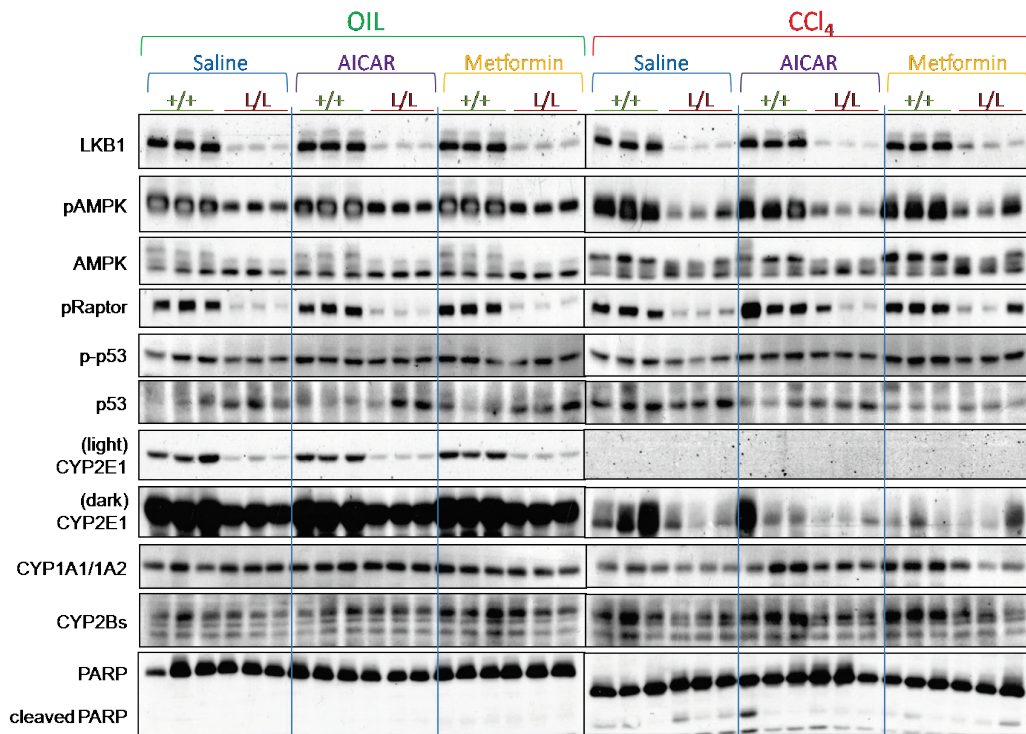 OIL CCl₄
Saline AICAR Metformin Saline AICAR Metformin
+/+ L/L +/+ L/L +/+ L/L +/+ L/L +/+ L/L +/+ L/L
LKB1
pAMPK
AMPK
pRaptor
p-p53
p53
(light)
CYP2E1
(dark)
CYP2E1
CYP1A1/1A2
CYP2Bs
PARP
cleaved PARP